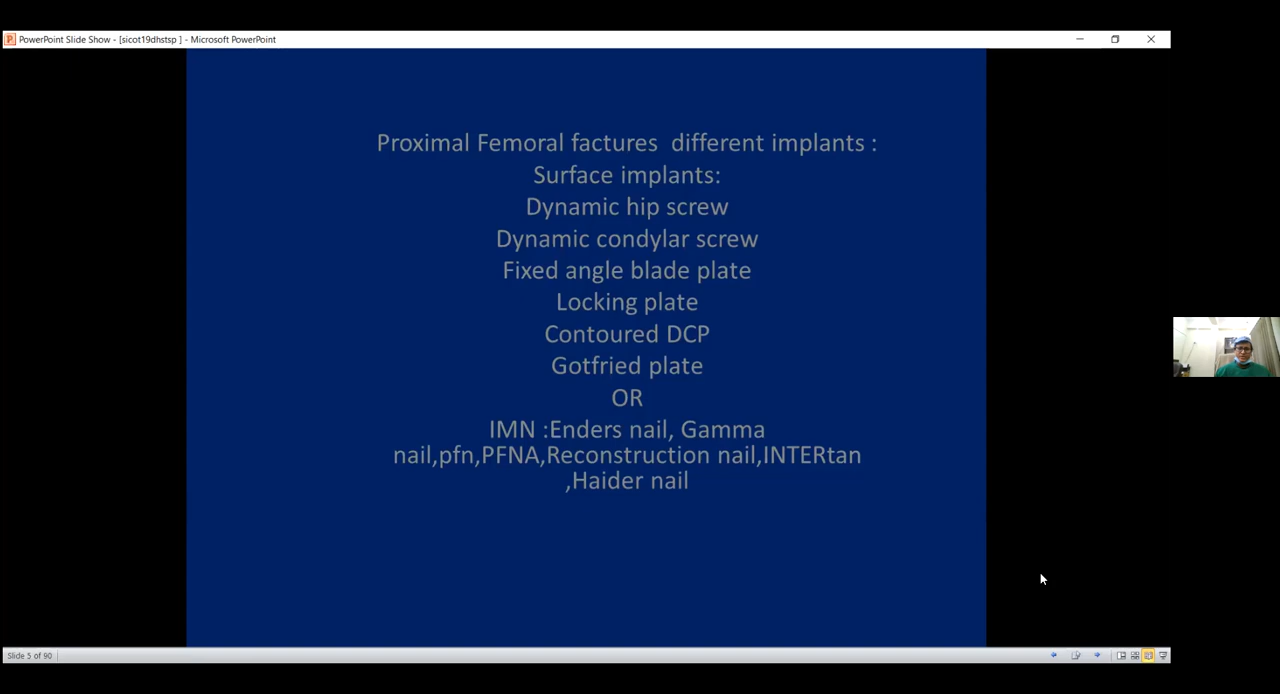 PowerPoint Slide Show - [sicot19dhstsp ] - Microsoft PowerPoint
Proximal Femoral factures  different implants :
Surface implants:
Dynamic hip screw
Dynamic condylar screw
Fixed angle blade plate
Locking plate
Contoured DCP
Gotfried plate
OR
IMN :Enders nail, Gamma
nail,pfn,PFNA,Reconstruction nail,INTERtan
,Haider nail
Slide 5 of 90